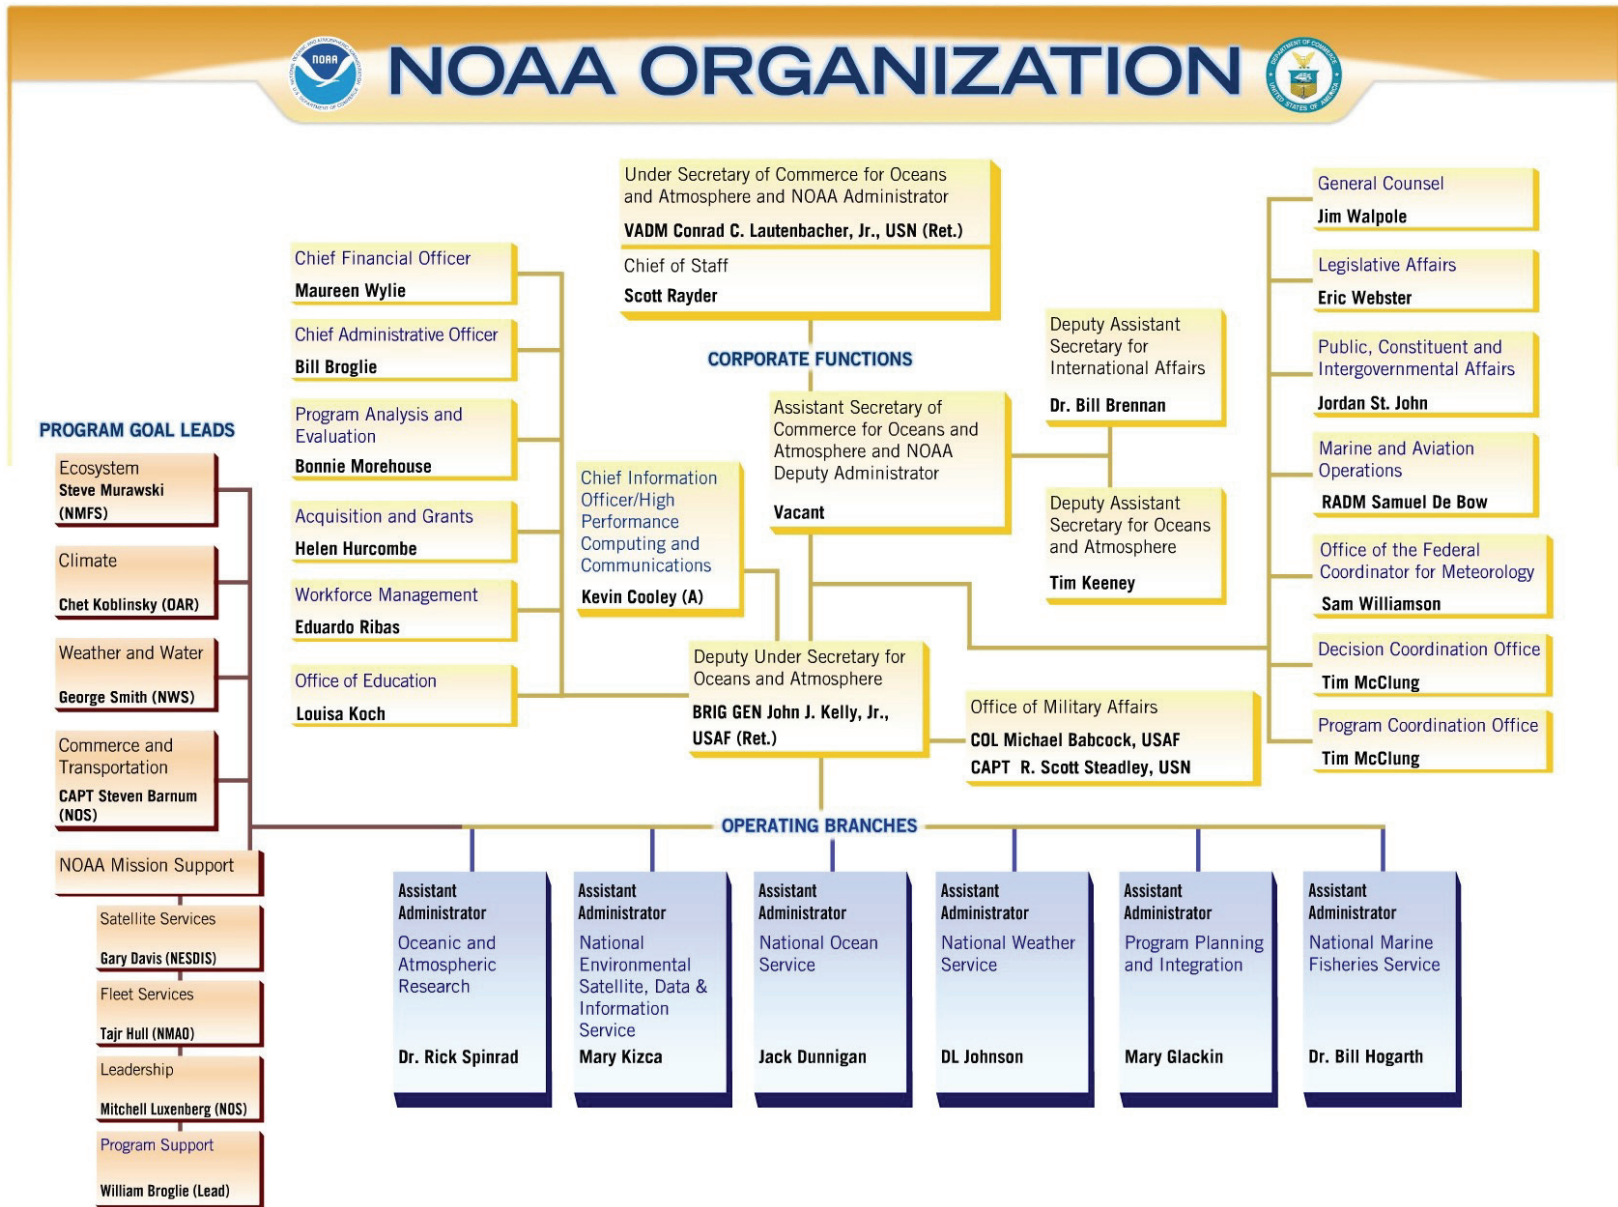 NOAA ORGANIZATION
NOAA
DEPARTMENT OF COMMERCE
UNITED STATES OF AMERICA
Under Secretary of Commerce for Oceans
and Atmosphere and NOAA Administrator
VADM Conrad C. Lautenbacher, Jr., USN (Ret.)
Chief of Staff
Scott Rayder
CORPORATE FUNCTIONS
Chief Financial Officer
Maureen Wylie
Chief Administrative Officer
Bill Broglie
Program Analysis and
Evaluation
Bonnie Morehouse
Acquisition and Grants
Helen Hurcombe
Workforce Management
Eduardo Ribas
Office of Education
Louisa Koch
Chief Information
Officer/High
Performance
Computing and
Communications
Kevin Cooley (A)
Assistant Secretary of
Commerce for Oceans and
Atmosphere and NOAA
Deputy Administrator
Vacant
Deputy Assistant
Secretary for
International Affairs
Dr. Bill Brennan
Deputy Assistant
Secretary for Oceans
and Atmosphere
Tim Keeney
Deputy Under Secretary for
Oceans and Atmosphere
BRIG GEN John J. Kelly, Jr.,
USAF (Ret.)
Office of Military Affairs
COL Michael Babcock, USAF
CAPT R. Scott Steadley, USN
General Counsel
Jim Walpole
Legislative Affairs
Eric Webster
Public, Constituent and
Intergovernmental Affairs
Jordan St. John
Marine and Aviation
Operations
RADM Samuel De Bow
Office of the Federal
Coordinator for Meteorology
Sam Williamson
Decision Coordination Office
Tim McClung
Program Coordination Office
Tim McClung
PROGRAM GOAL LEADS
Ecosystem
Steve Murawski
(NMFS)
Climate
Chet Koblinsky (OAR)
Weather and Water
George Smith (NWS)
Commerce and
Transportation
CAPT Steven Barnum
(NOS)
NOAA Mission Support
Satellite Services
Gary Davis (NESDIS)
Fleet Services
Tajr Hull (NMAO)
Leadership
Mitchell Luxenberg (NOS)
Program Support
William Broglie (Lead)
OPERATING BRANCHES
Assistant
Administrator
Oceanic and
Atmospheric
Research
Dr. Rick Spinrad
Assistant
Administrator
National
Environmental
Satellite, Data &
Information
Service
Mary Kizca
Assistant
Administrator
National Ocean
Service
Jack Dunnigan
Assistant
Administrator
National Weather
Service
DL Johnson
Assistant
Administrator
Program Planning
and Integration
Mary Glackin
Assistant
Administrator
National Marine
Fisheries Service
Dr. Bill Hogarth